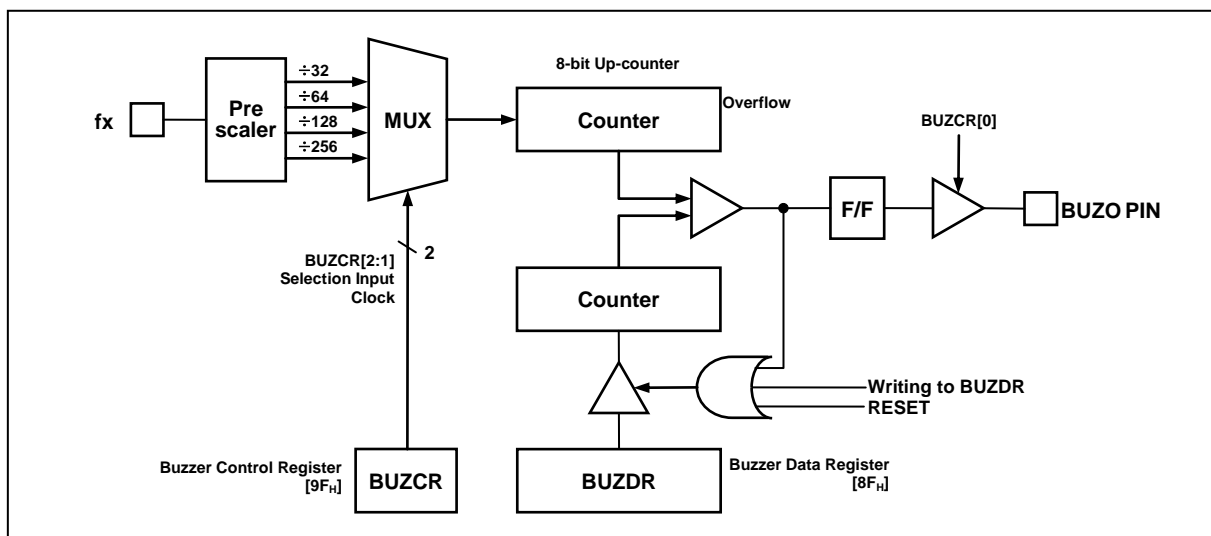 fx
Pre
scaler
÷32
÷64
÷128
÷256
MUX
8-bit Up-counter
Counter
Overflow
BUZCR[0]
F/F
BUZO PIN
2
BUZCR[2:1]
Selection Input
Clock
Counter
Writing to BUZDR
RESET
Buzzer Control Register
[9FH]
BUZCR
BUZDR
Buzzer Data Register
[8FH]